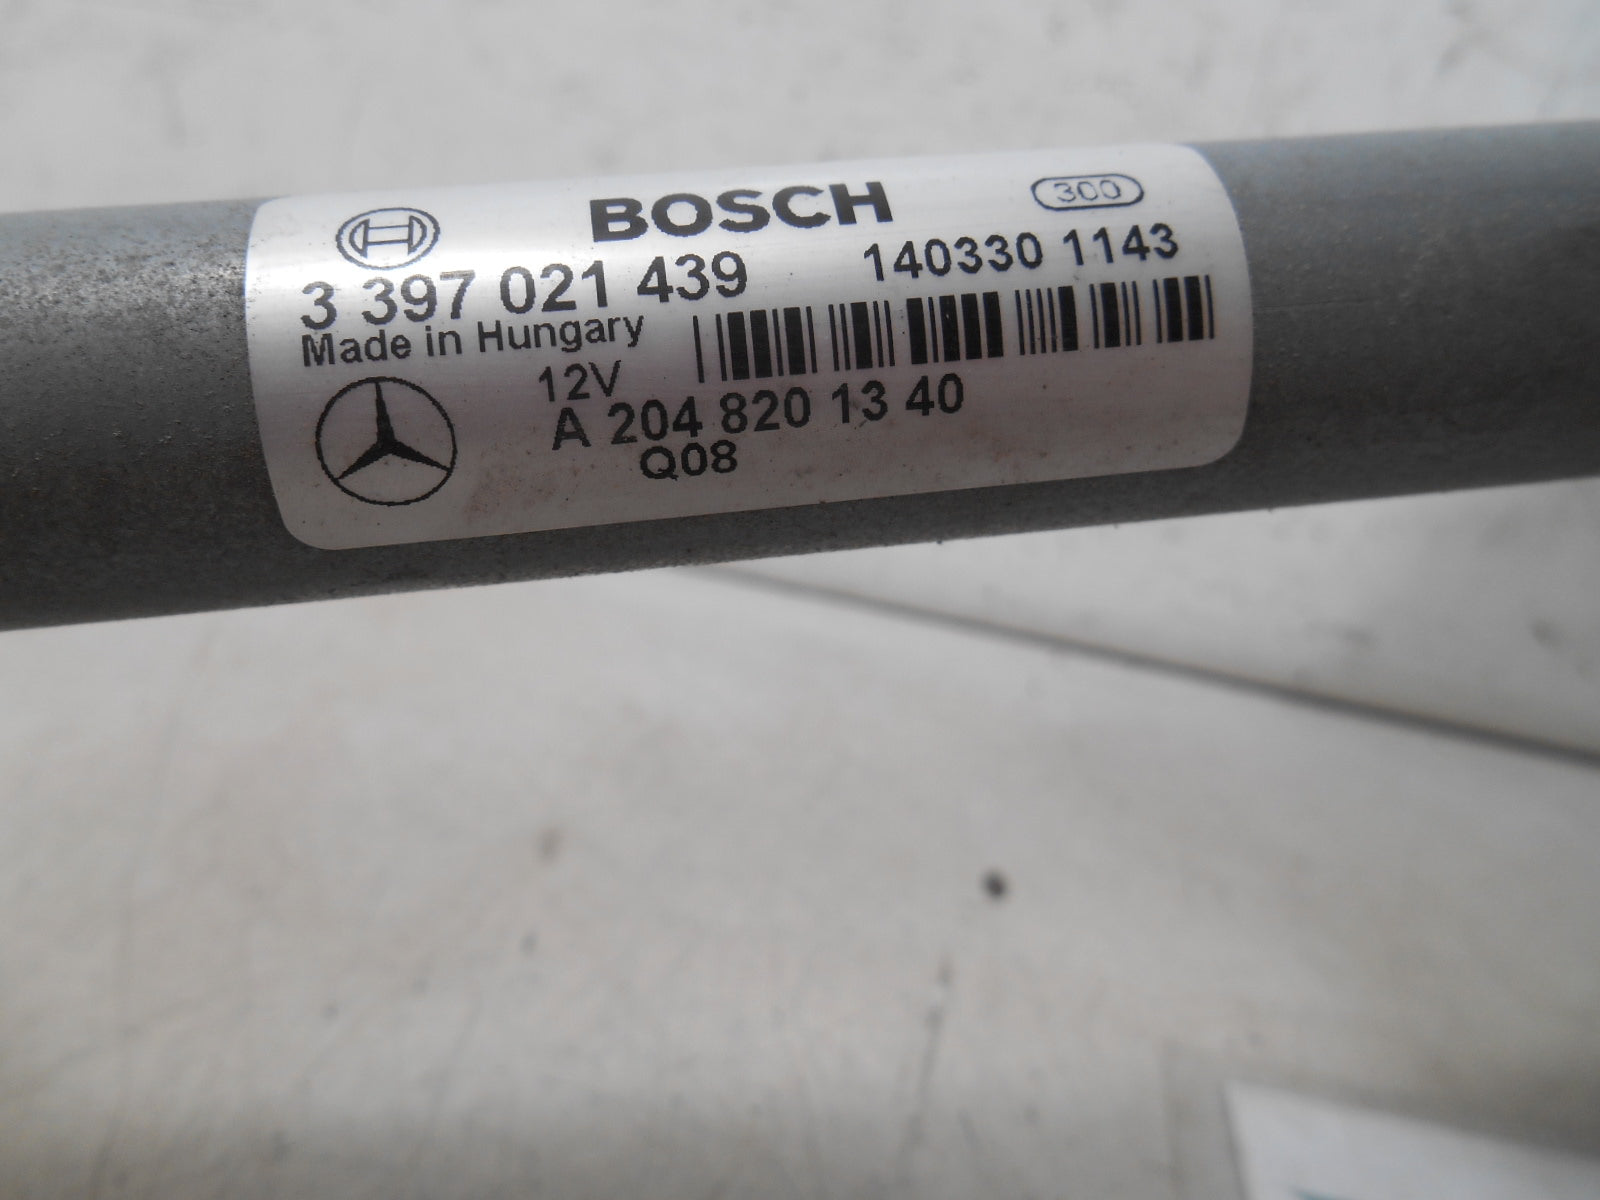 BOSCH 300
3 397 021 439 140330 1143
Made in Hungary
12V
A 204 820 13 40
Q08